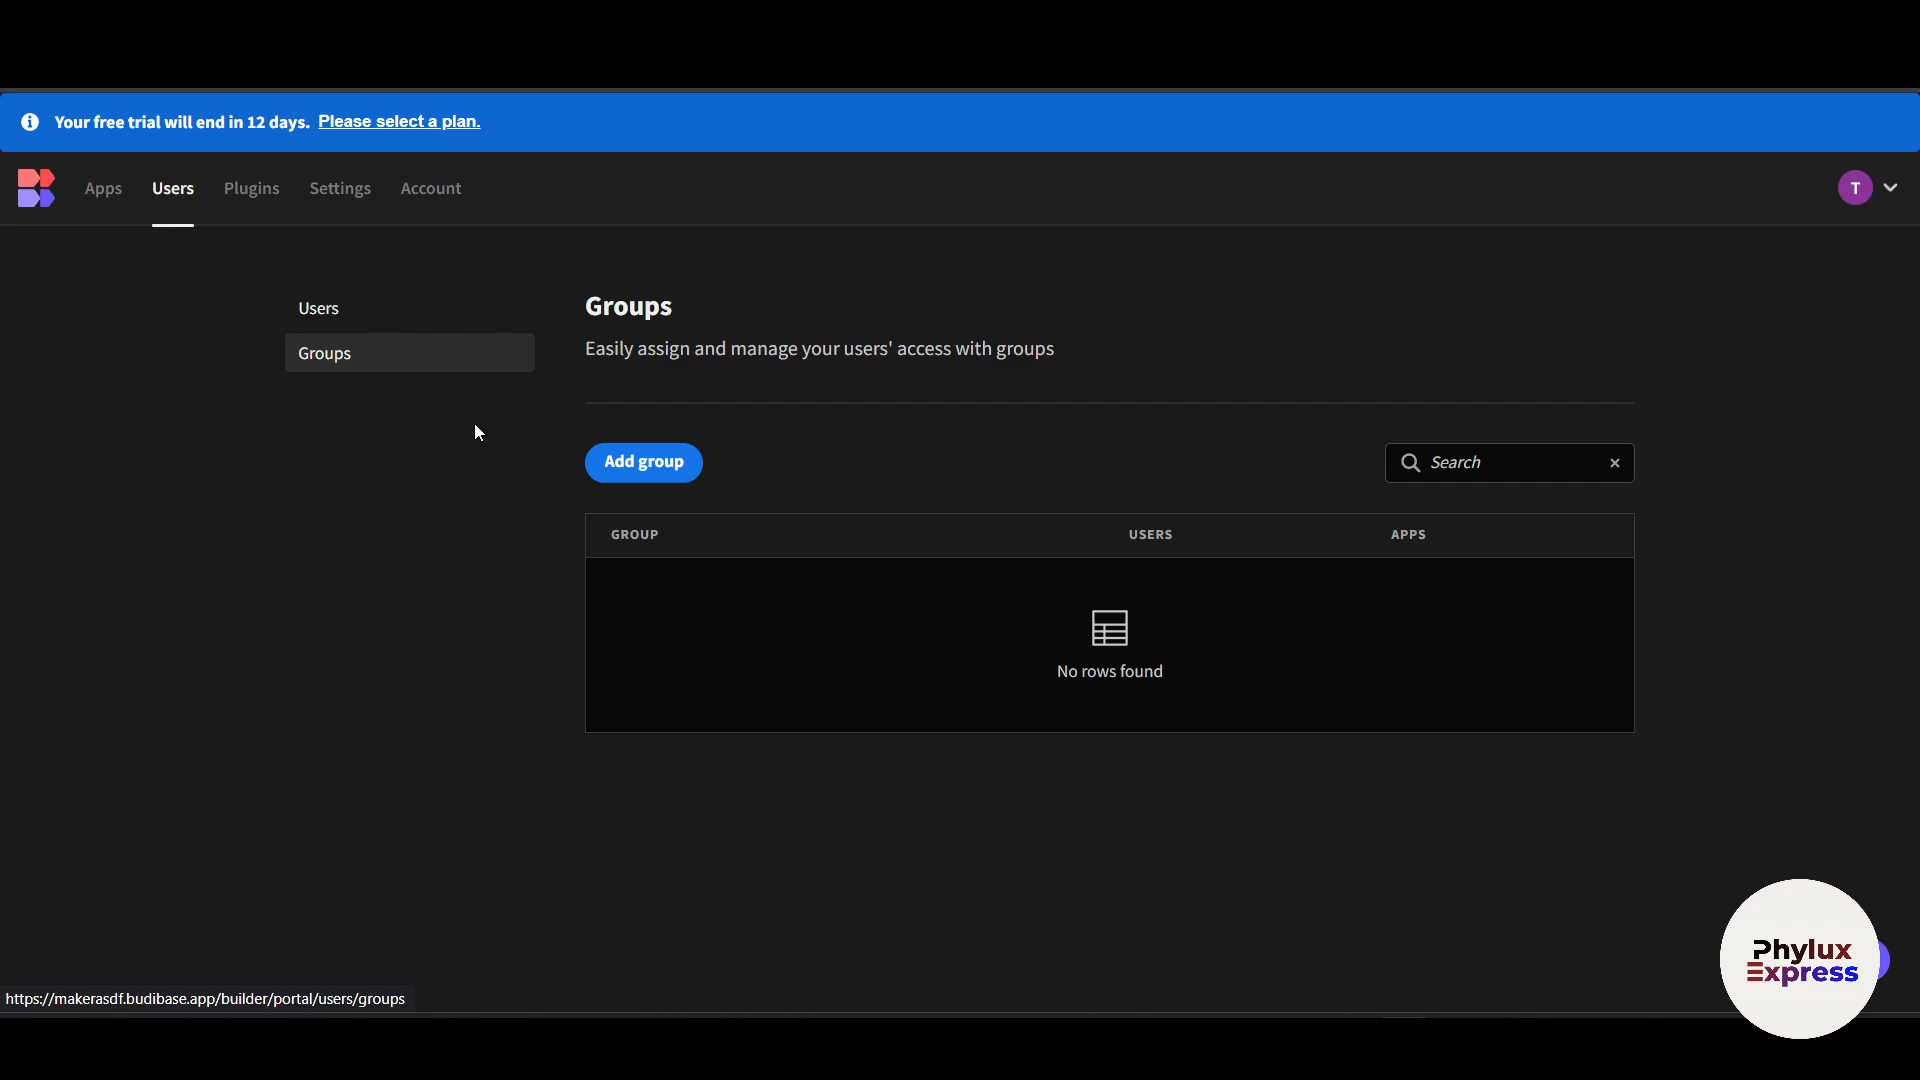 Your free trial will end in 12 days. Please select a plan.
Apps Users Plugins Settings Account
T
Users
Groups
Groups
Easily assign and manage your users' access with groups
Add group
Search
GROUP USERS APPS
No rows found
Phylux
Express
https://makerasdf.budibase.app/builder/portal/users/groups